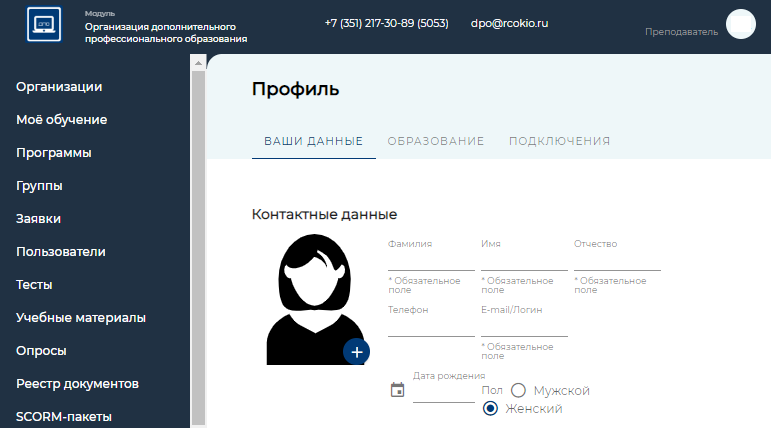 Модуль
Организация дополнительного
профессионального образования
+7 (351) 217-30-89 (5053)
dpo@rcokio.ru
Преподаватель
Организации
Моё обучение
Программы
Группы
Заявки
Пользователи
Тесты
Учебные материалы
Опросы
Реестр документов
SCORM-пакеты
Профиль
ВАШИ ДАННЫЕ ОБРАЗОВАНИЕ ПОДКЛЮЧЕНИЯ
Контактные данные
Фамилия Имя Отчество
* Обязательное * Обязательное * Обязательное
поле поле поле
Телефон E-mail/Логин
* Обязательное
поле
Дата рождения
Пол Мужской
Женский